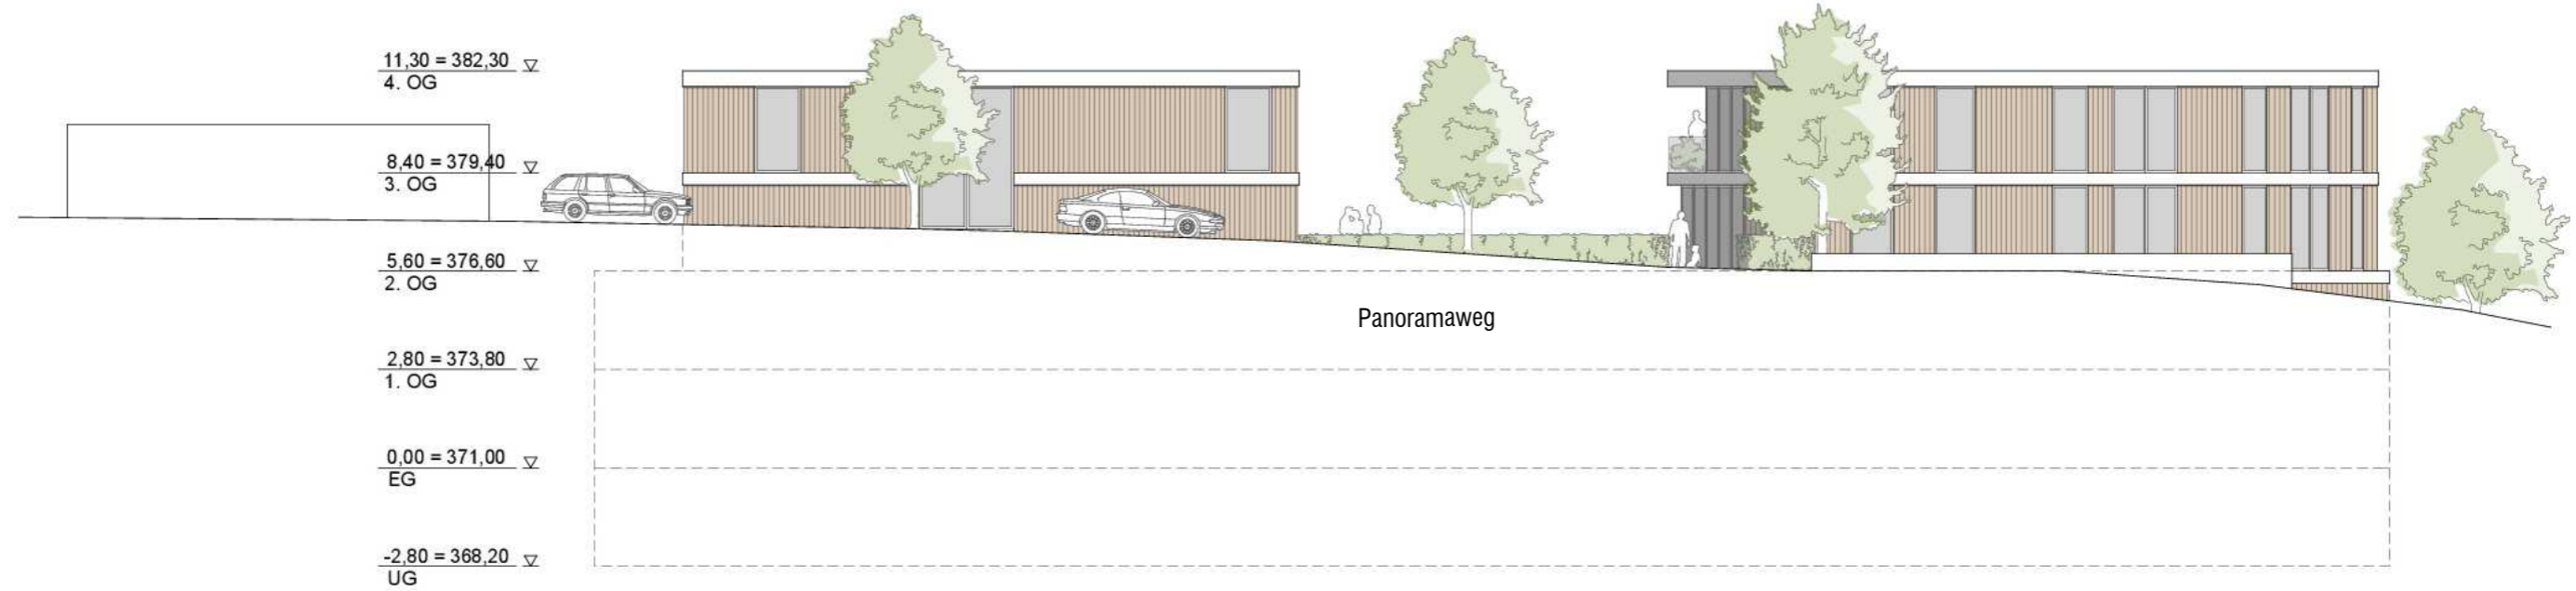 11,30 = 382,30
4. OG
8,40 = 379,40
3. OG
5,60 = 376,60
2. OG
Panoramaweg
2,80 = 373,80
1. OG
0,00 = 371,00
EG
-2,80 = 368,20
UG